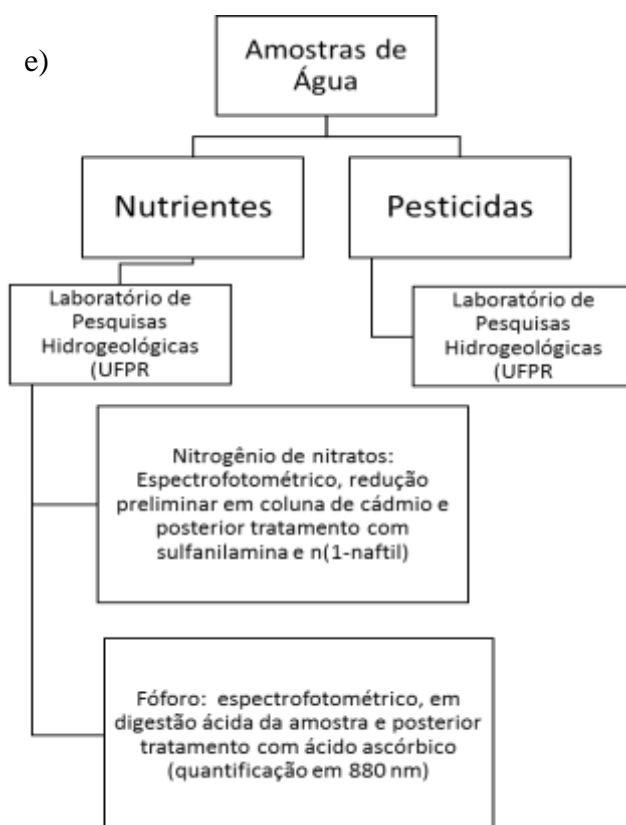 e)
Amostras de
Água
Nutrientes
Pesticidas
Laboratório de
Pesquisas
Hidrogeológicas
(UFPR
Laboratório de
Pesquisas
Hidrogeológicas
(UFPR
Nitrogênio de nitratos:
Espectrofotométrico, redução
preliminar em coluna de cádmio e
posterior tratamento com
sulfanilamina e n(1-naftil)
Fóforo: espectrofotométrico, em
digestão ácida da amostra e posterior
tratamento com ácido ascórbico
(quantificação em 880 nm)